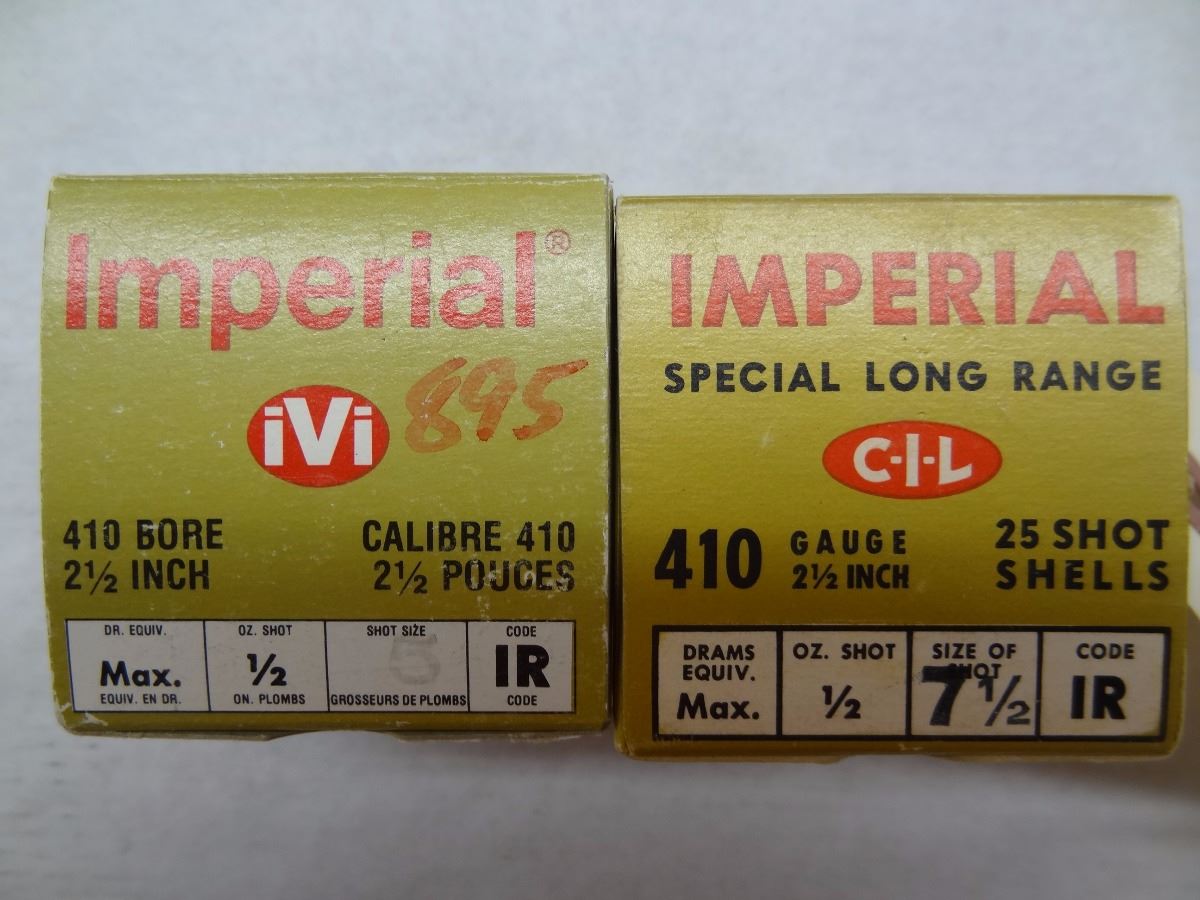 Imperial®
iVi 895
410 BORE
2½ INCH
CALIBRE 410
2½ POUCES
DR. EQUIV.
Max.
EQUIV. EN DR.
OZ. SHOT
½
ON. PLOMBS
SHOT SIZE
5
GROSSEURS DE PLOMBS
CODE
IR
CODE
IMPERIAL
SPECIAL LONG RANGE
C-I-L
410 GAUGE
2½ INCH
25 SHOT
SHELLS
DRAMS
EQUIV.
Max.
OZ. SHOT
½
SIZE OF
SHOT
7½
CODE
IR